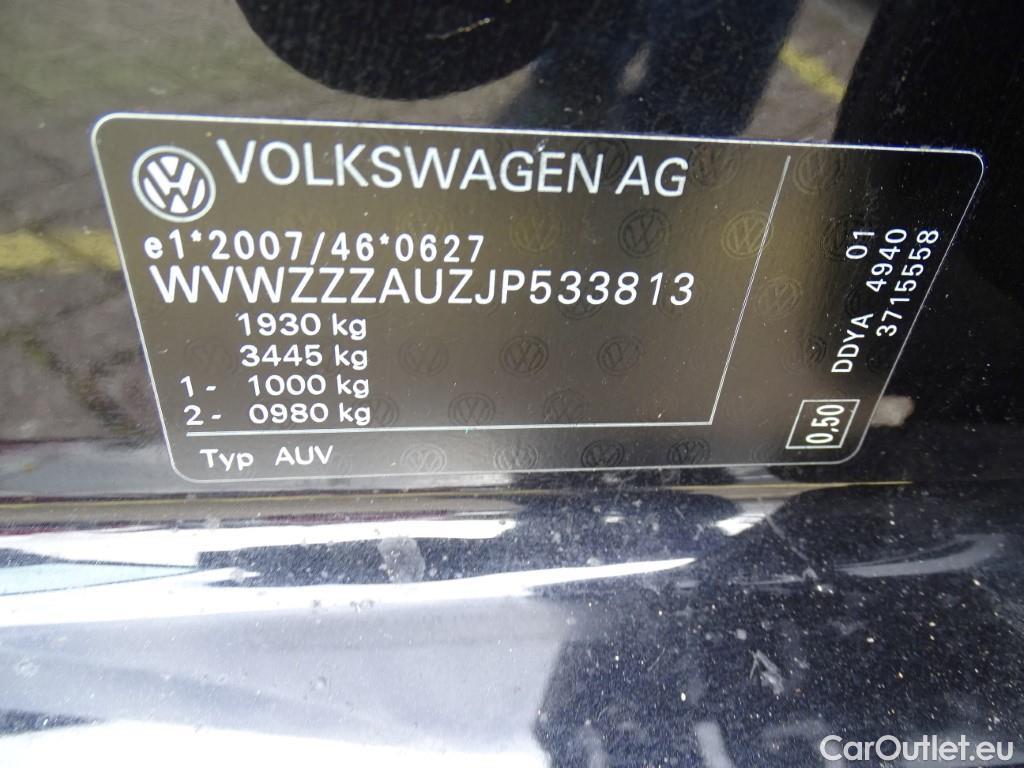 VOLKSWAGEN AG
e1*2007/46*0627
WVWZZZAUZJP533813
1930 kg
3445 kg
1 - 1000 kg
2 - 0980 kg
Typ AUV
01
DDYA 4940
3715558
0,50
CarOutlet.eu